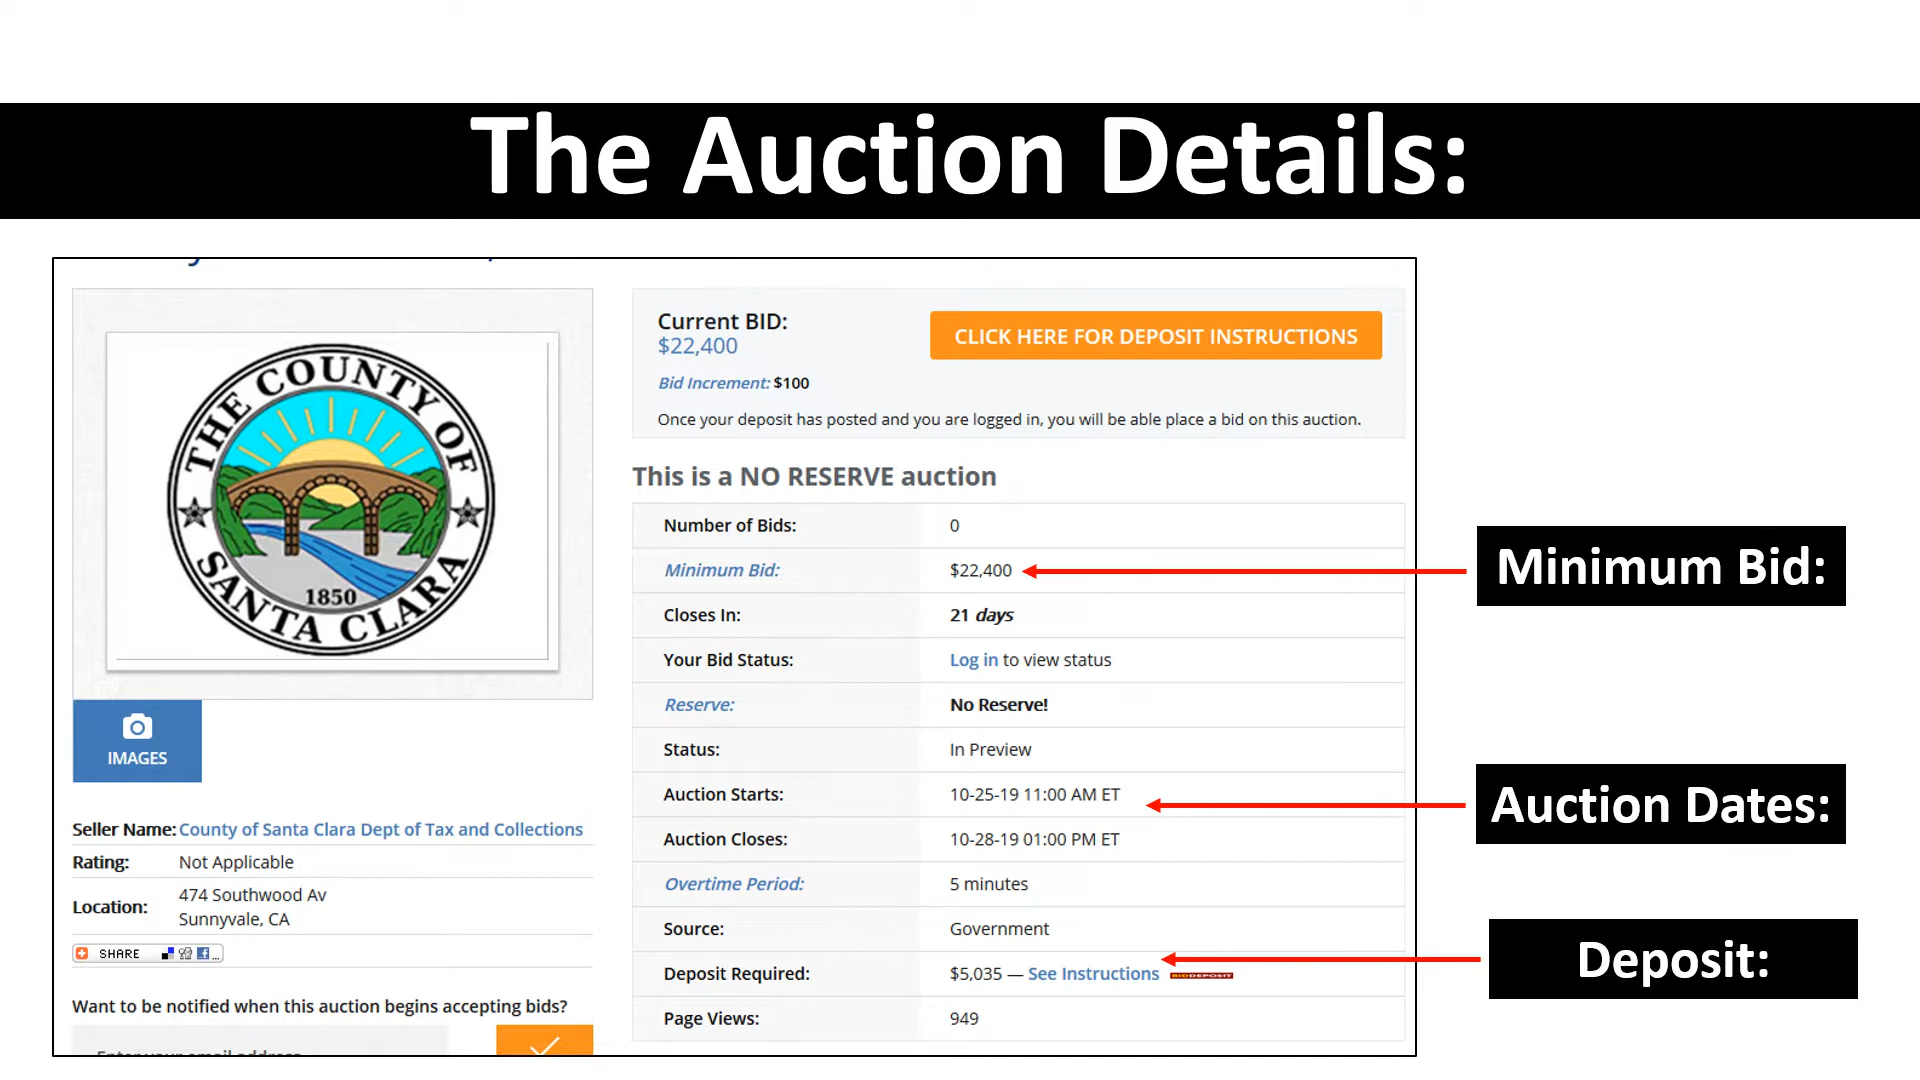 The Auction Details:
THE COUNTY OF
SANTA CLARA
1850
IMAGES
Seller Name: County of Santa Clara Dept of Tax and Collections
Rating: Not Applicable
Location: 474 Southwood Av
Sunnyvale, CA
SHARE
Want to be notified when this auction begins accepting bids?
Enter your email address
Current BID:
$22,400
CLICK HERE FOR DEPOSIT INSTRUCTIONS
Bid Increment: $100
Once your deposit has posted and you are logged in, you will be able place a bid on this auction.
This is a NO RESERVE auction
Number of Bids: 0
Minimum Bid: $22,400
Closes In: 21 days
Your Bid Status: Log in to view status
Reserve: No Reserve!
Status: In Preview
Auction Starts: 10-25-19 11:00 AM ET
Auction Closes: 10-28-19 01:00 PM ET
Overtime Period: 5 minutes
Source: Government
Deposit Required: $5,035 — See Instructions BIDDEPOSIT
Page Views: 949
Minimum Bid:
Auction Dates:
Deposit: